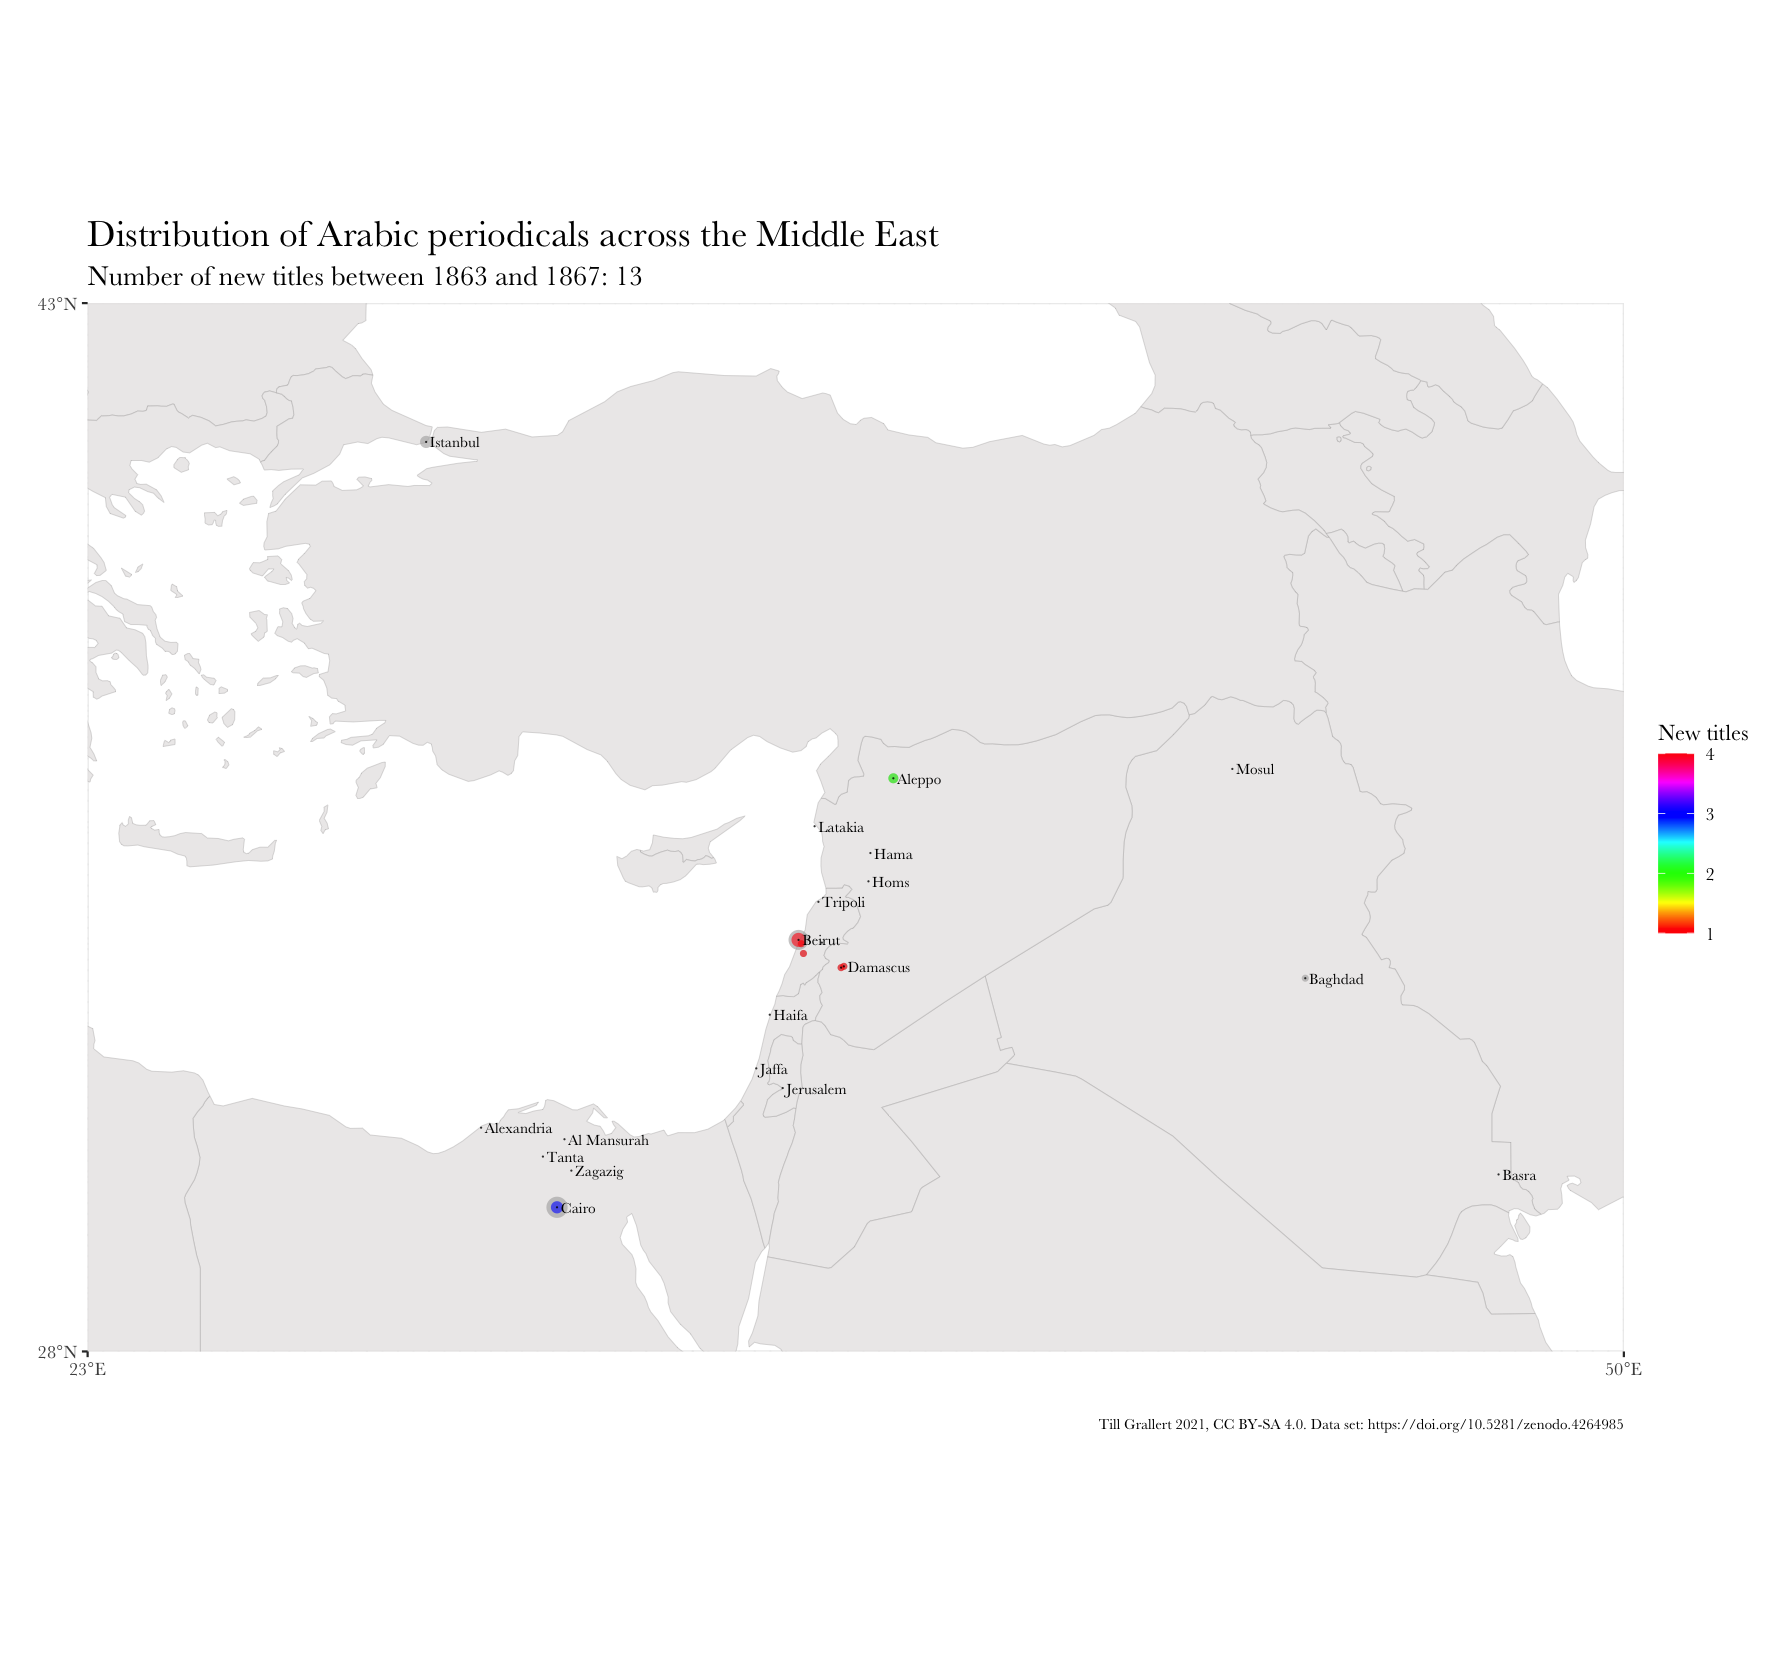 Distribution of Arabic periodicals across the Middle East
Number of new titles between 1863 and 1867: 13
43°N
Istanbul
New titles
4
3
2
1
Mosul
Aleppo
Latakia
Hama
Homs
Tripoli
Beirut
Damascus
Baghdad
Haifa
Jaffa
Jerusalem
Alexandria
Al Mansurah
Tanta
Zagazig
Basra
Cairo
28°N
23°E
50°E
Till Grallert 2021, CC BY-SA 4.0. Data set: https://doi.org/10.5281/zenodo.4264985